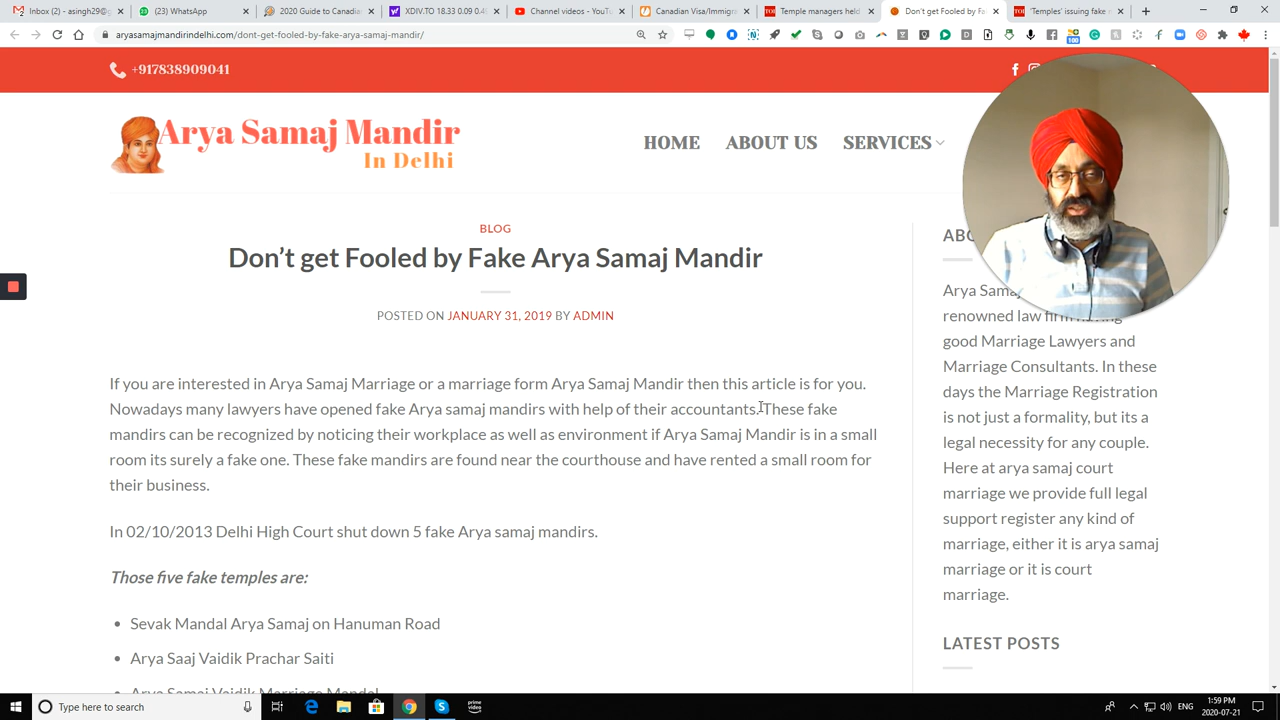 Inbox (23) - asingh29@g
(23) WhatsApp
2020 Guide to Canadian
XDIV.TO 18.33 0.09 0.4
Channel videos - YouTu
Canadian Visa/Immigra
Temple managers held
Don't get Fooled by Fa
'Temples' issuing fake
aryasamajmandirindelhi.com/dont-get-fooled-by-fake-arya-samaj-mandir/
+917838909041
Arya Samaj Mandir
In Delhi
HOME ABOUT US SERVICES
BLOG
Don't get Fooled by Fake Arya Samaj Mandir
POSTED ON JANUARY 31, 2019 BY ADMIN
If you are interested in Arya Samaj Marriage or a marriage form Arya Samaj Mandir then this article is for you.
Nowadays many lawyers have opened fake Arya samaj mandirs with help of their accountants. These fake
mandirs can be recognized by noticing their workplace as well as environment if Arya Samaj Mandir is in a small
room its surely a fake one. These fake mandirs are found near the courthouse and have rented a small room for
their business.
In 02/10/2013 Delhi High Court shut down 5 fake Arya samaj mandirs.
Those five fake temples are:
• Sevak Mandal Arya Samaj on Hanuman Road
• Arya Saaj Vaidik Prachar Saiti
• Arya Samaj Vaidik Marriage Mandal
Arya
renowned law
good Marriage Lawyers and
Marriage Consultants. In these
days the Marriage Registration
is not just a formality, but its a
legal necessity for any couple.
Here at arya samaj court
marriage we provide full legal
support register any kind of
marriage, either it is arya samaj
marriage or it is court
marriage.
LATEST POSTS
Type here to search
prime video
ENG
1:59 PM
2020-07-21